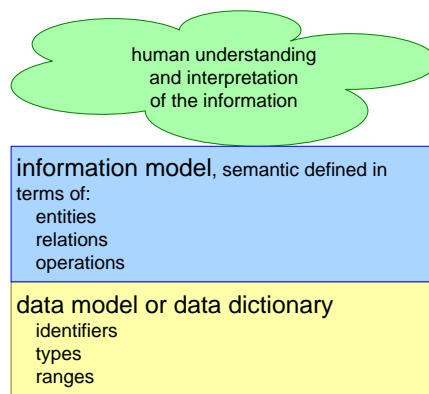 human understanding
and interpretation
of the information
information model, semantic defined in
terms of:
entities
relations
operations
data model or data dictionary
identifiers
types
ranges